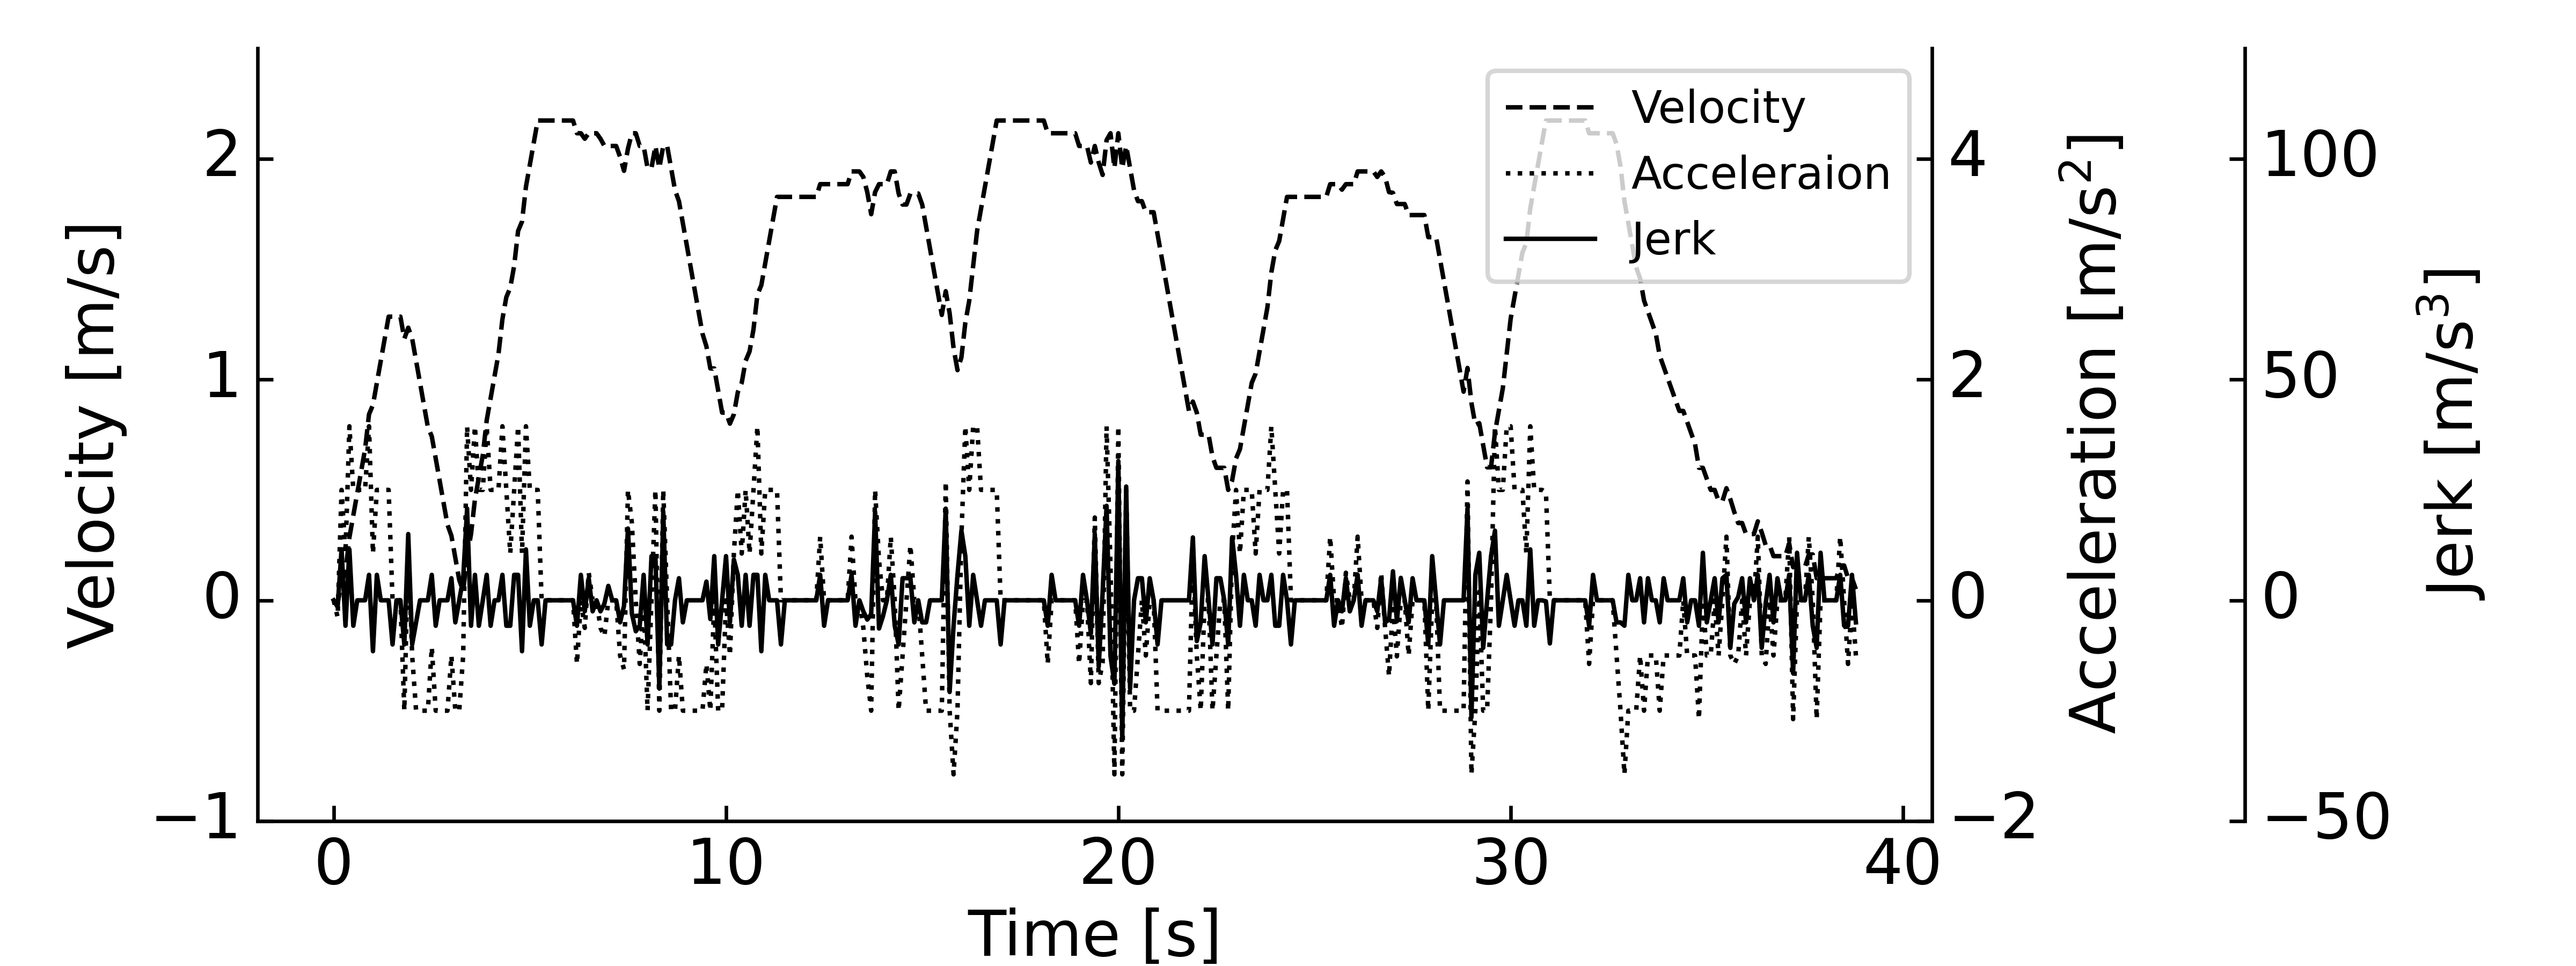 Velocity [m/s]
2
1
0
−1
0 10 20 30 40
Time [s]
Velocity
Acceleraion
Jerk
4
2
0
−2
Acceleration [m/s²]
100
50
0
−50
Jerk [m/s³]